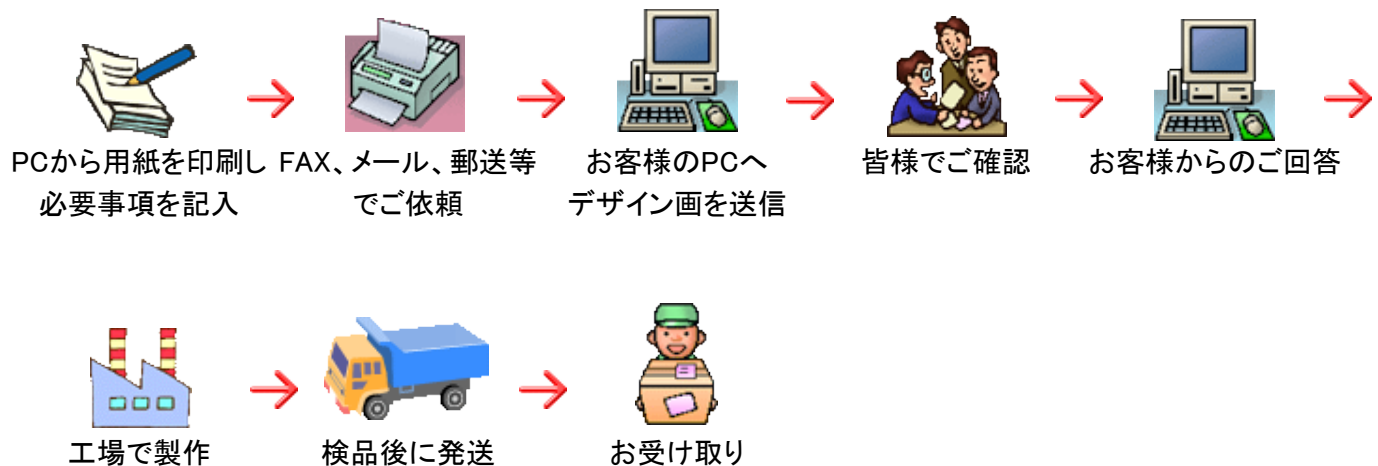 PCから用紙を印刷し
必要事項を記入
FAX、メール、郵送等
でご依頼
お客様のPCへ
デザイン画を送信
皆様でご確認
お客様からのご回答
工場で製作
検品後に発送
お受け取り